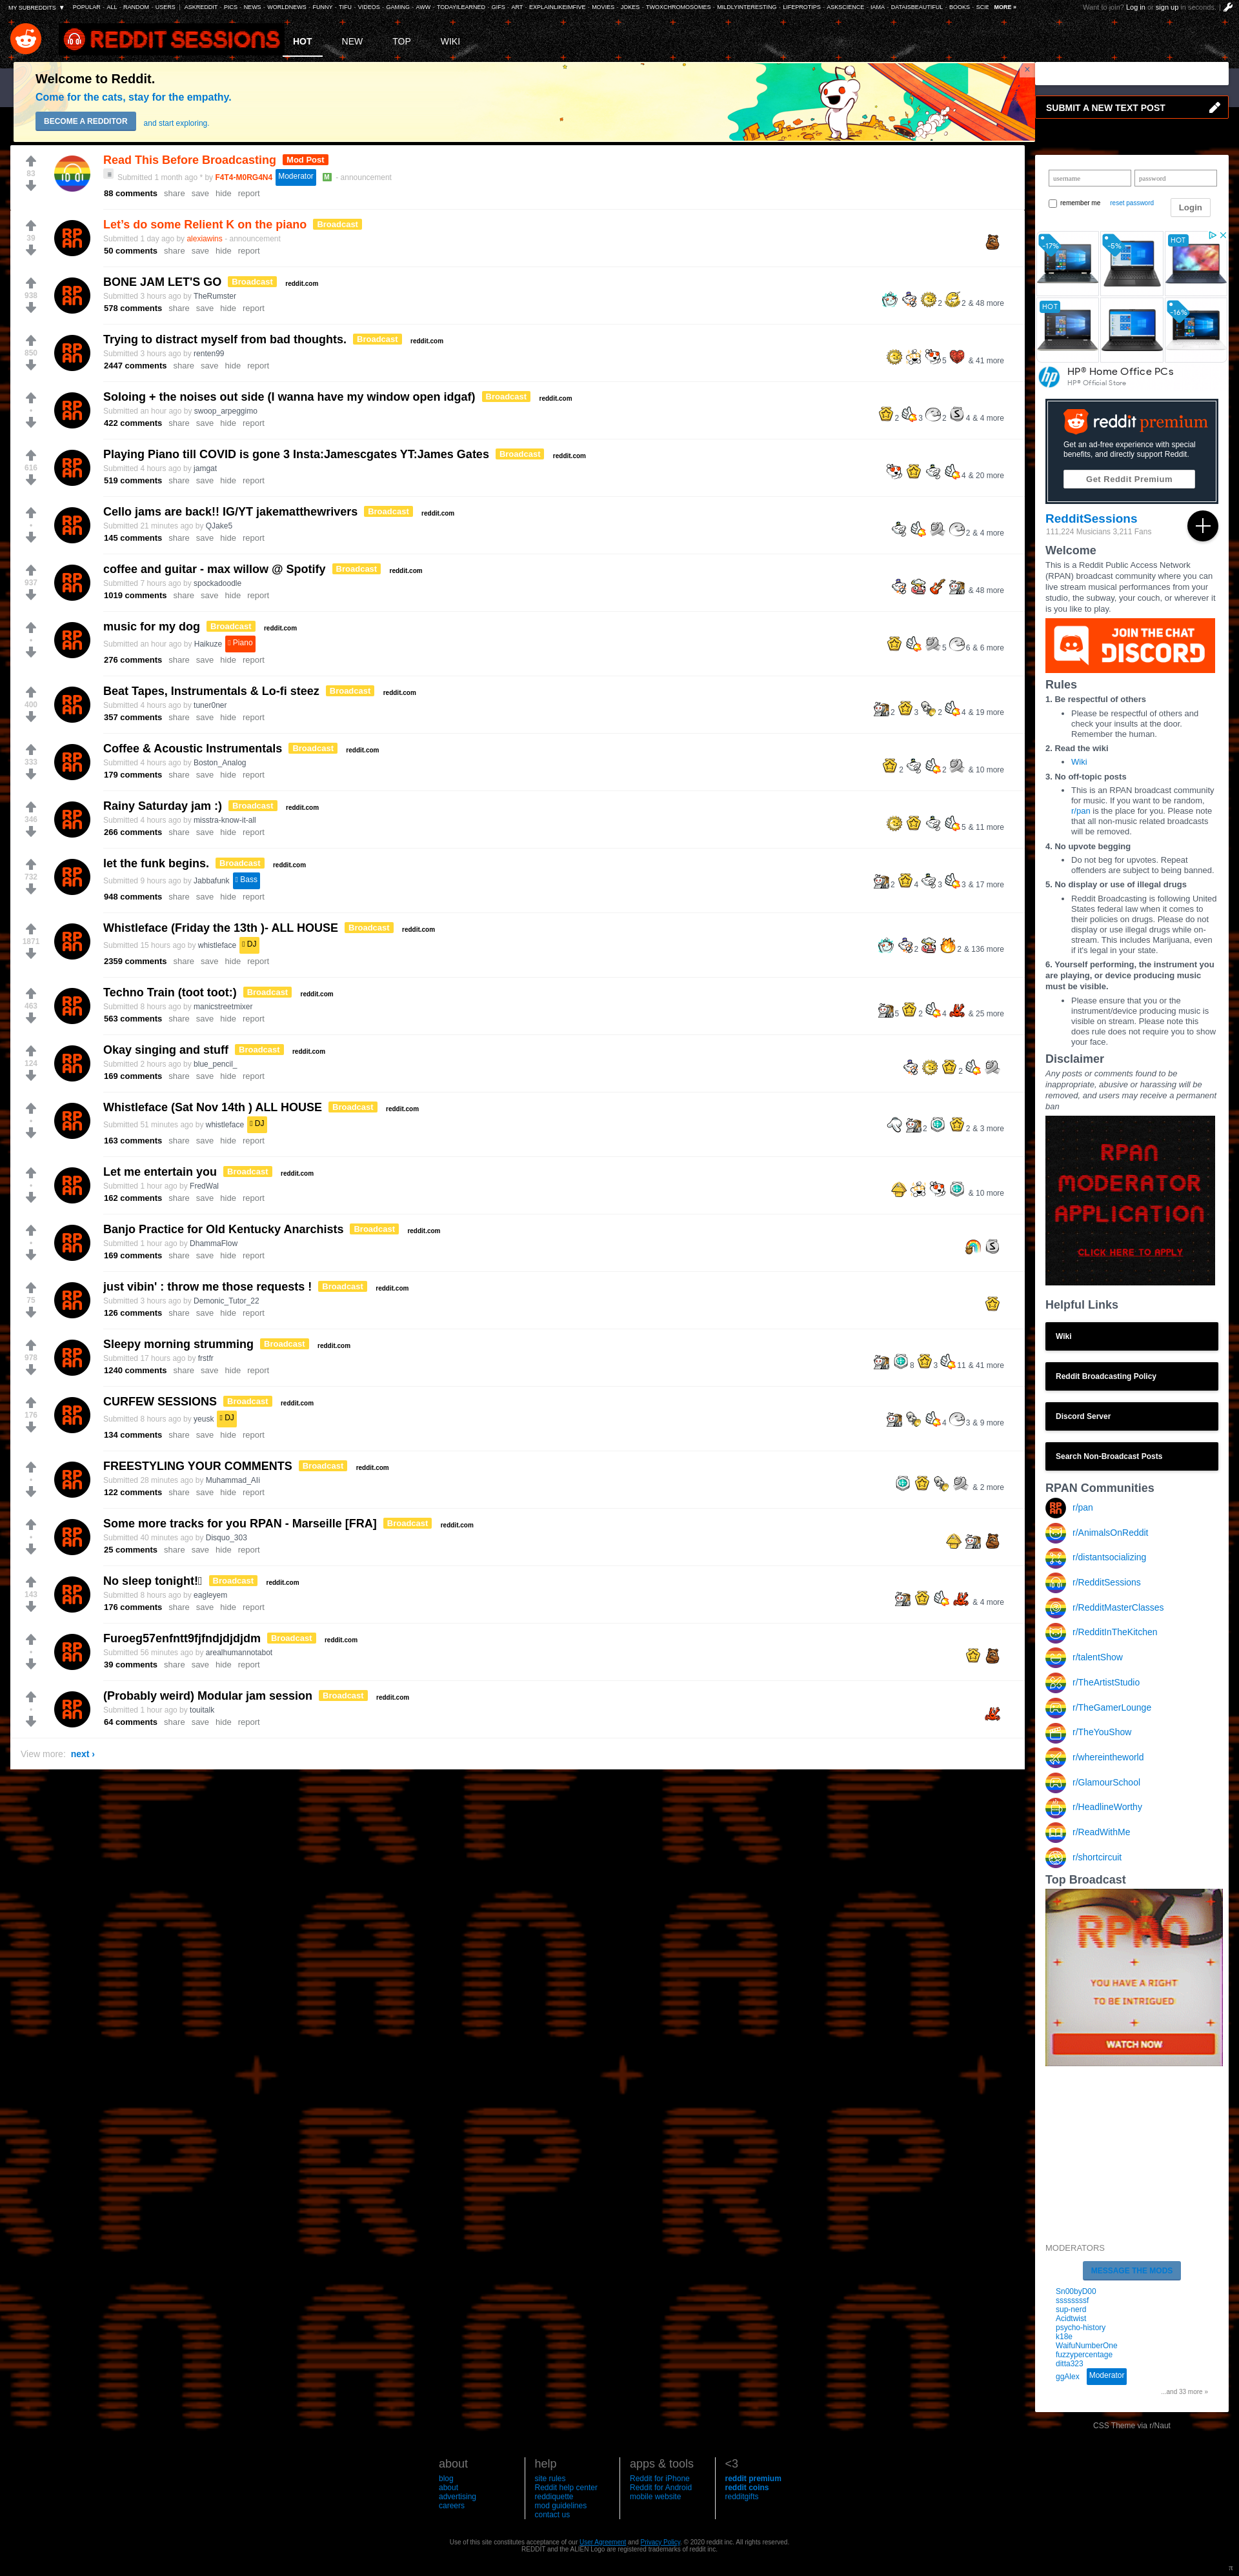 MY SUBREDDITS ▼ POPULAR - ALL - RANDOM - USERS | ASKREDDIT - PICS - NEWS - WORLDNEWS - FUNNY - TIFU - VIDEOS - GAMING - AWW - TODAYILEARNED - GIFS - ART - EXPLAINLIKEIMFIVE - MOVIES - JOKES - TWOXCHROMOSOMES - MILDLYINTERESTING - LIFEPROTIPS - ASKSCIENCE - IAMA - DATAISBEAUTIFUL - BOOKS - SCIE MORE »
Want to join? Log in or sign up in seconds. |
REDDIT SESSIONS HOT NEW TOP WIKI
Welcome to Reddit.
Come for the cats, stay for the empathy.
BECOME A REDDITOR and start exploring.
×
Read This Before Broadcasting Mod Post
83
Submitted 1 month ago * by F4T4-M0RG4N4 Moderator M - announcement
88 comments share save hide report
Let's do some Relient K on the piano Broadcast
39
Submitted 1 day ago by alexiawins - announcement
50 comments share save hide report
BONE JAM LET'S GO Broadcast reddit.com
938
Submitted 3 hours ago by TheRumster
2 2 & 48 more
578 comments share save hide report
Trying to distract myself from bad thoughts. Broadcast reddit.com
850
Submitted 3 hours ago by renten99
5 & 41 more
2447 comments share save hide report
Soloing + the noises out side (I wanna have my window open idgaf) Broadcast reddit.com
•
Submitted an hour ago by swoop_arpeggimo
2 3 2 4 & 4 more
422 comments share save hide report
Playing Piano till COVID is gone 3 Insta:Jamescgates YT:James Gates Broadcast reddit.com
616
Submitted 4 hours ago by jamgat
4 & 20 more
519 comments share save hide report
Cello jams are back!! IG/YT jakematthewrivers Broadcast reddit.com
•
Submitted 21 minutes ago by QJake5
2 & 4 more
145 comments share save hide report
coffee and guitar - max willow @ Spotify Broadcast reddit.com
937
Submitted 7 hours ago by spockadoodle
& 48 more
1019 comments share save hide report
music for my dog Broadcast reddit.com
•
Submitted an hour ago by Haikuze Piano
5 6 & 6 more
276 comments share save hide report
Beat Tapes, Instrumentals & Lo-fi steez Broadcast reddit.com
400
Submitted 4 hours ago by tuner0ner
2 3 2 4 & 19 more
357 comments share save hide report
Coffee & Acoustic Instrumentals Broadcast reddit.com
333
Submitted 4 hours ago by Boston_Analog
2 2 & 10 more
179 comments share save hide report
Rainy Saturday jam :) Broadcast reddit.com
346
Submitted 4 hours ago by misstra-know-it-all
5 & 11 more
266 comments share save hide report
let the funk begins. Broadcast reddit.com
732
Submitted 9 hours ago by Jabbafunk Bass
2 4 3 3 & 17 more
948 comments share save hide report
Whistleface (Friday the 13th )- ALL HOUSE Broadcast reddit.com
1871
Submitted 15 hours ago by whistleface DJ
2 2 & 136 more
2359 comments share save hide report
Techno Train (toot toot:) Broadcast reddit.com
463
Submitted 8 hours ago by manicstreetmixer
5 2 4 & 25 more
563 comments share save hide report
Okay singing and stuff Broadcast reddit.com
124
Submitted 2 hours ago by blue_pencil_
2
169 comments share save hide report
Whistleface (Sat Nov 14th ) ALL HOUSE Broadcast reddit.com
•
Submitted 51 minutes ago by whistleface DJ
2 2 & 3 more
163 comments share save hide report
Let me entertain you Broadcast reddit.com
•
Submitted 1 hour ago by FredWal
& 10 more
162 comments share save hide report
Banjo Practice for Old Kentucky Anarchists Broadcast reddit.com
•
Submitted 1 hour ago by DhammaFlow
169 comments share save hide report
just vibin' : throw me those requests ! Broadcast reddit.com
75
Submitted 3 hours ago by Demonic_Tutor_22
126 comments share save hide report
Sleepy morning strumming Broadcast reddit.com
978
Submitted 17 hours ago by frstfr
8 3 11 & 41 more
1240 comments share save hide report
CURFEW SESSIONS Broadcast reddit.com
176
Submitted 8 hours ago by yeusk DJ
4 3 & 9 more
134 comments share save hide report
FREESTYLING YOUR COMMENTS Broadcast reddit.com
•
Submitted 28 minutes ago by Muhammad_Ali
& 2 more
122 comments share save hide report
Some more tracks for you RPAN - Marseille [FRA] Broadcast reddit.com
•
Submitted 40 minutes ago by Disquo_303
25 comments share save hide report
No sleep tonight! Broadcast reddit.com
143
Submitted 8 hours ago by eagleyem
& 4 more
176 comments share save hide report
Furoeg57enfntt9fjfndjdjdjdm Broadcast reddit.com
•
Submitted 56 minutes ago by arealhumannotabot
39 comments share save hide report
(Probably weird) Modular jam session Broadcast reddit.com
•
Submitted 1 hour ago by touitalk
64 comments share save hide report
View more: next ›
SUBMIT A NEW TEXT POST
username password
remember me reset password Login
-17% -5% HOT
HOT -16%
hp HP® Home Office PCs
HP® Official Store
reddit premium
Get an ad-free experience with special
benefits, and directly support Reddit.
Get Reddit Premium
RedditSessions
111,224 Musicians 3,211 Fans
Welcome
This is a Reddit Public Access Network
(RPAN) broadcast community where you can
live stream musical performances from your
studio, the subway, your couch, or wherever it
is you like to play.
JOIN THE CHAT
DISCORD
Rules
1. Be respectful of others
• Please be respectful of others and
check your insults at the door.
Remember the human.
2. Read the wiki
• Wiki
3. No off-topic posts
• This is an RPAN broadcast community
for music. If you want to be random,
r/pan is the place for you. Please note
that all non-music related broadcasts
will be removed.
4. No upvote begging
• Do not beg for upvotes. Repeat
offenders are subject to being banned.
5. No display or use of illegal drugs
• Reddit Broadcasting is following United
States federal law when it comes to
their policies on drugs. Please do not
display or use illegal drugs while on-
stream. This includes Marijuana, even
if it's legal in your state.
6. Yourself performing, the instrument you
are playing, or device producing music
must be visible.
• Please ensure that you or the
instrument/device producing music is
visible on stream. Please note this
does rule does not require you to show
your face.
Disclaimer
Any posts or comments found to be
inappropriate, abusive or harassing will be
removed, and users may receive a permanent
ban
RPAN
MODERATOR
APPLICATION
CLICK HERE TO APPLY
Helpful Links
Wiki
Reddit Broadcasting Policy
Discord Server
Search Non-Broadcast Posts
RPAN Communities
r/pan
r/AnimalsOnReddit
r/distantsocializing
r/RedditSessions
r/RedditMasterClasses
r/RedditInTheKitchen
r/talentShow
r/TheArtistStudio
r/TheGamerLounge
r/TheYouShow
r/whereintheworld
r/GlamourSchool
r/HeadlineWorthy
r/ReadWithMe
r/shortcircuit
Top Broadcast
RPAN
YOU HAVE A RIGHT
TO BE INTRIGUED
WATCH NOW
MODERATORS
MESSAGE THE MODS
Sn00byD00
ssssssssf
sup-nerd
Acidtwist
psycho-history
k18e
WaifuNumberOne
fuzzypercentage
ditta323
ggAlex Moderator
...and 33 more »
CSS Theme via r/Naut
about
blog
about
advertising
careers
help
site rules
Reddit help center
reddiquette
mod guidelines
contact us
apps & tools
Reddit for iPhone
Reddit for Android
mobile website
<3
reddit premium
reddit coins
redditgifts
Use of this site constitutes acceptance of our User Agreement and Privacy Policy. © 2020 reddit inc. All rights reserved.
REDDIT and the ALIEN Logo are registered trademarks of reddit inc.
π